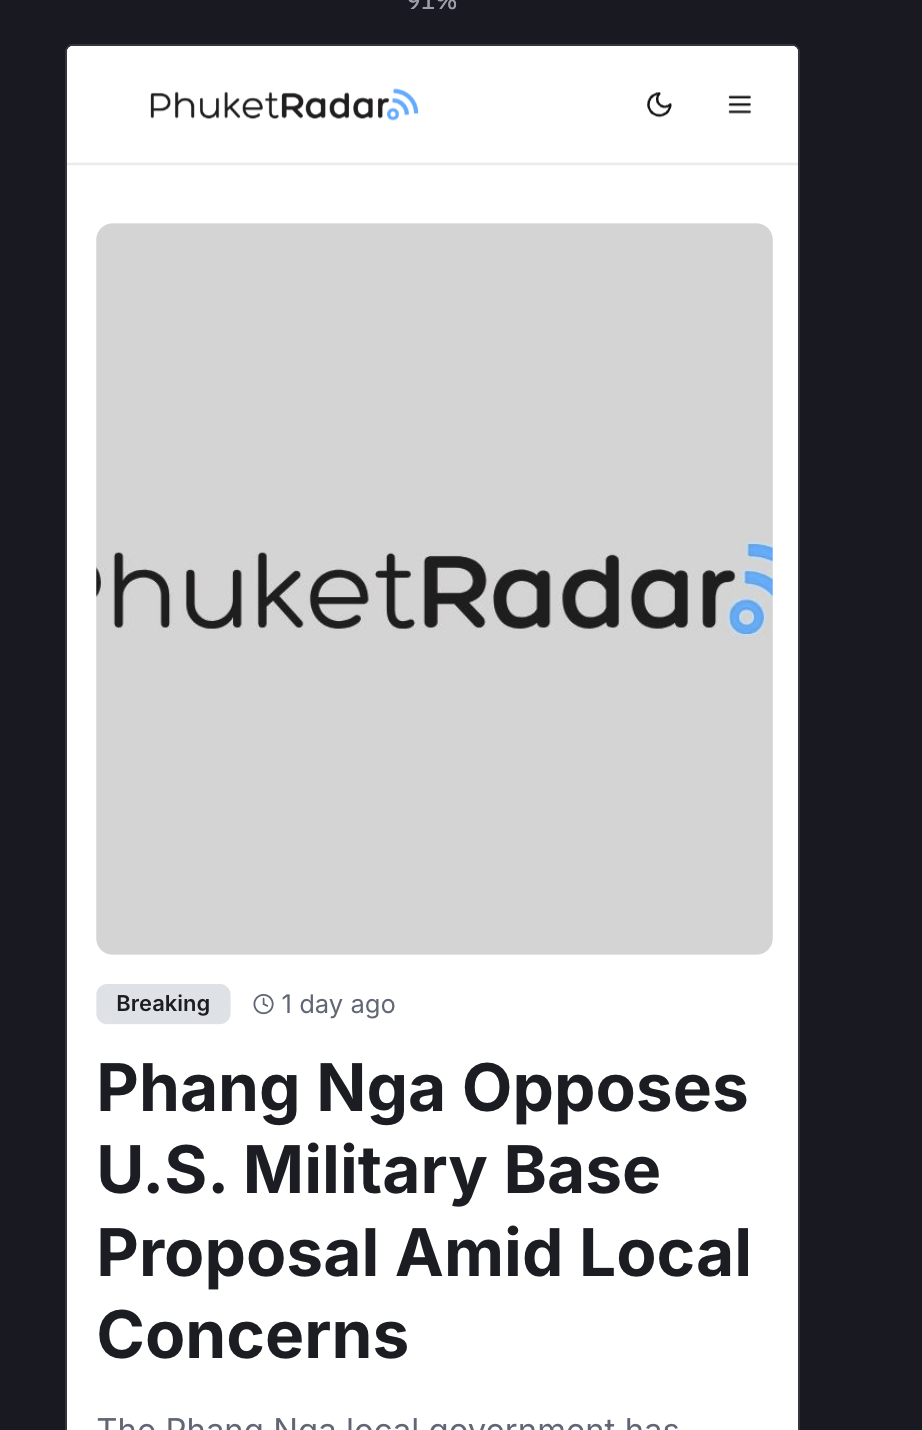 91%
PhuketRadar
PhuketRadar
Breaking
1 day ago
Phang Nga Opposes
U.S. Military Base
Proposal Amid Local
Concerns
The Phang Nga local government has